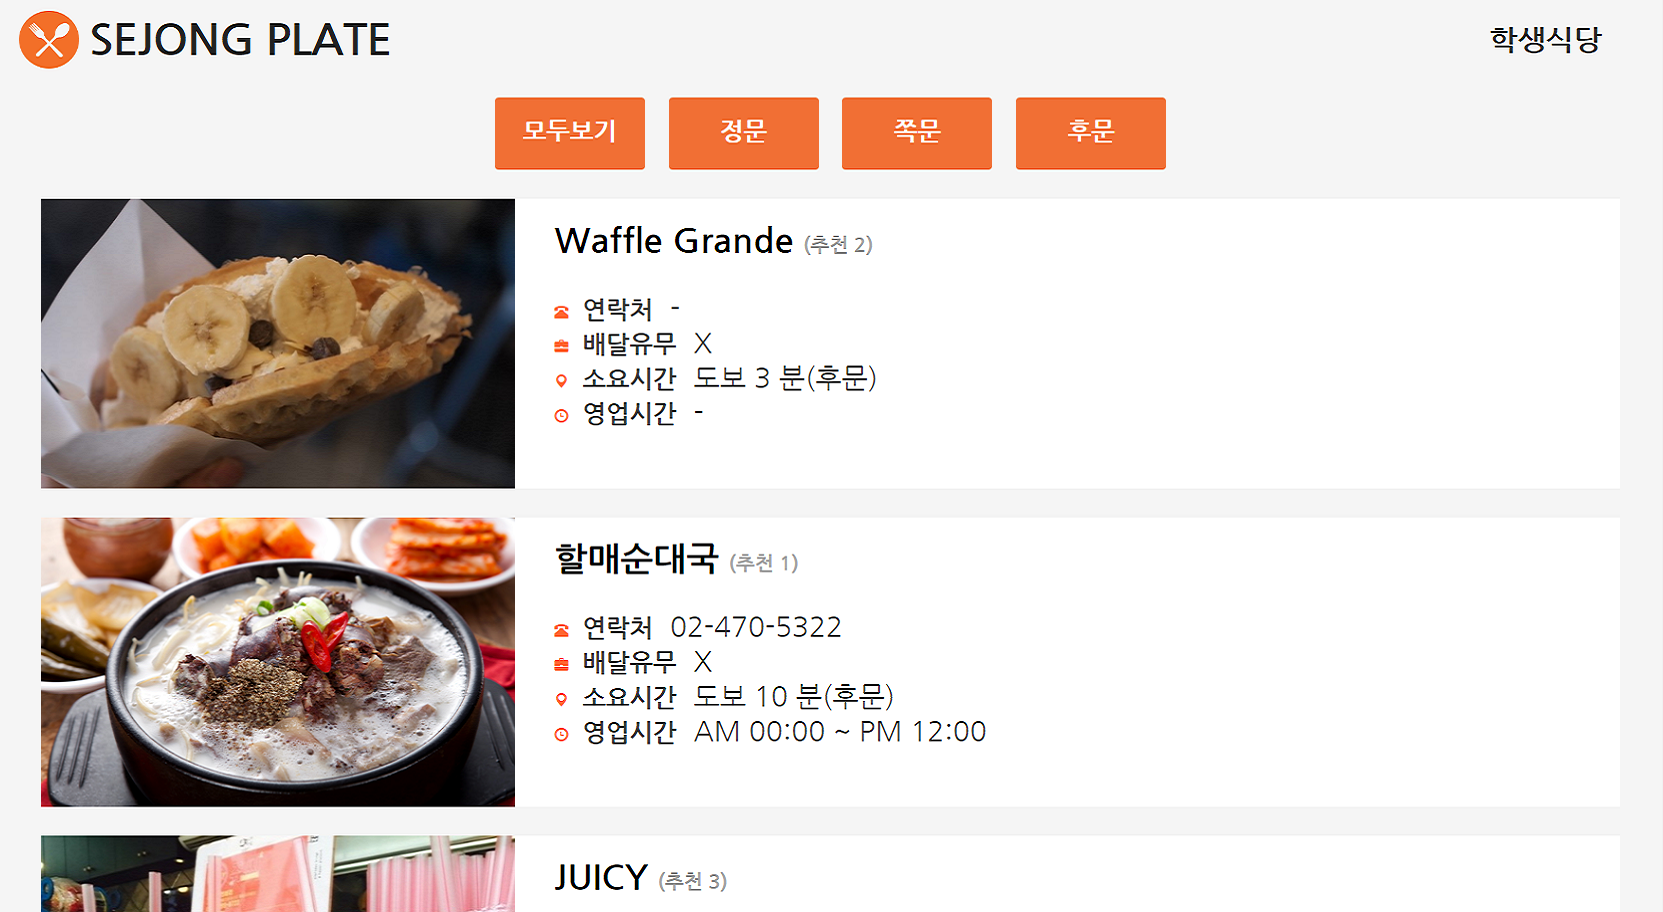 SEJONG PLATE
학생식당
모두보기
정문
쪽문
후문
Waffle Grande (추천 2)
연락처 -
배달유무 X
소요시간 도보 3 분(후문)
영업시간 -
할매순대국 (추천 1)
연락처 02-470-5322
배달유무 X
소요시간 도보 10 분(후문)
영업시간 AM 00:00 ~ PM 12:00
JUICY (추천 3)